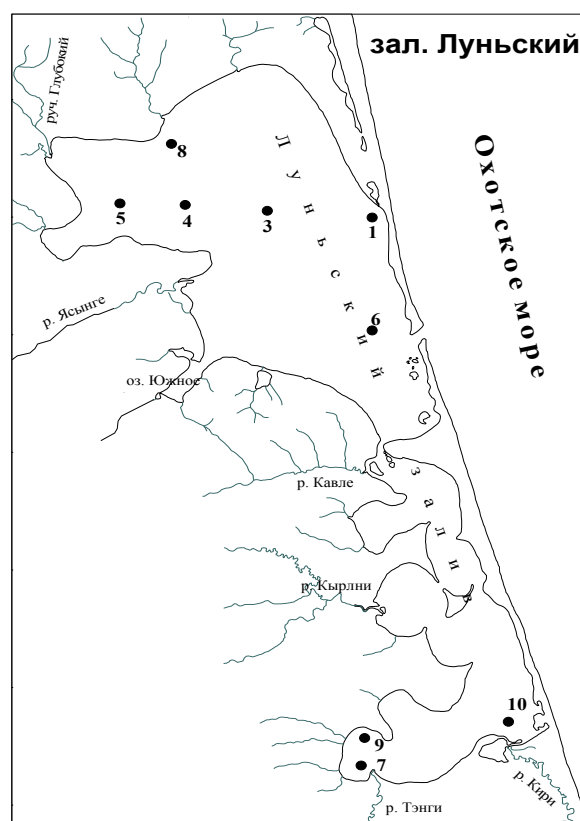 зал. Луньский
руч. Глубокий
Охотское море
Луньский
залив
8
5
4
3
1
р. Ясынге
6
оз. Южное
р. Кавле
р. Кырлни
10
9
7
р. Кири
р. Тэнги